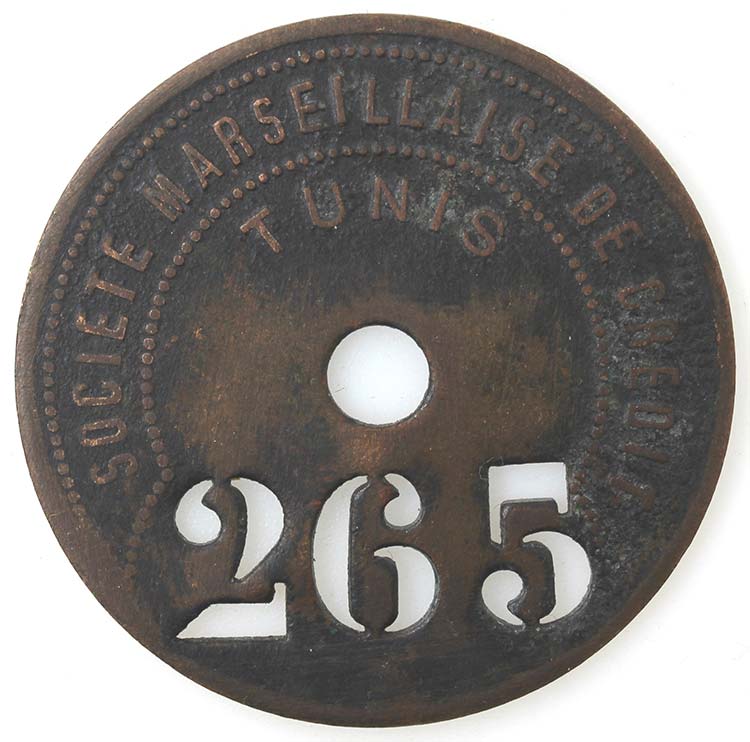 SOCIETE MARSEILLAISE DE CREDIT
TUNIS
265